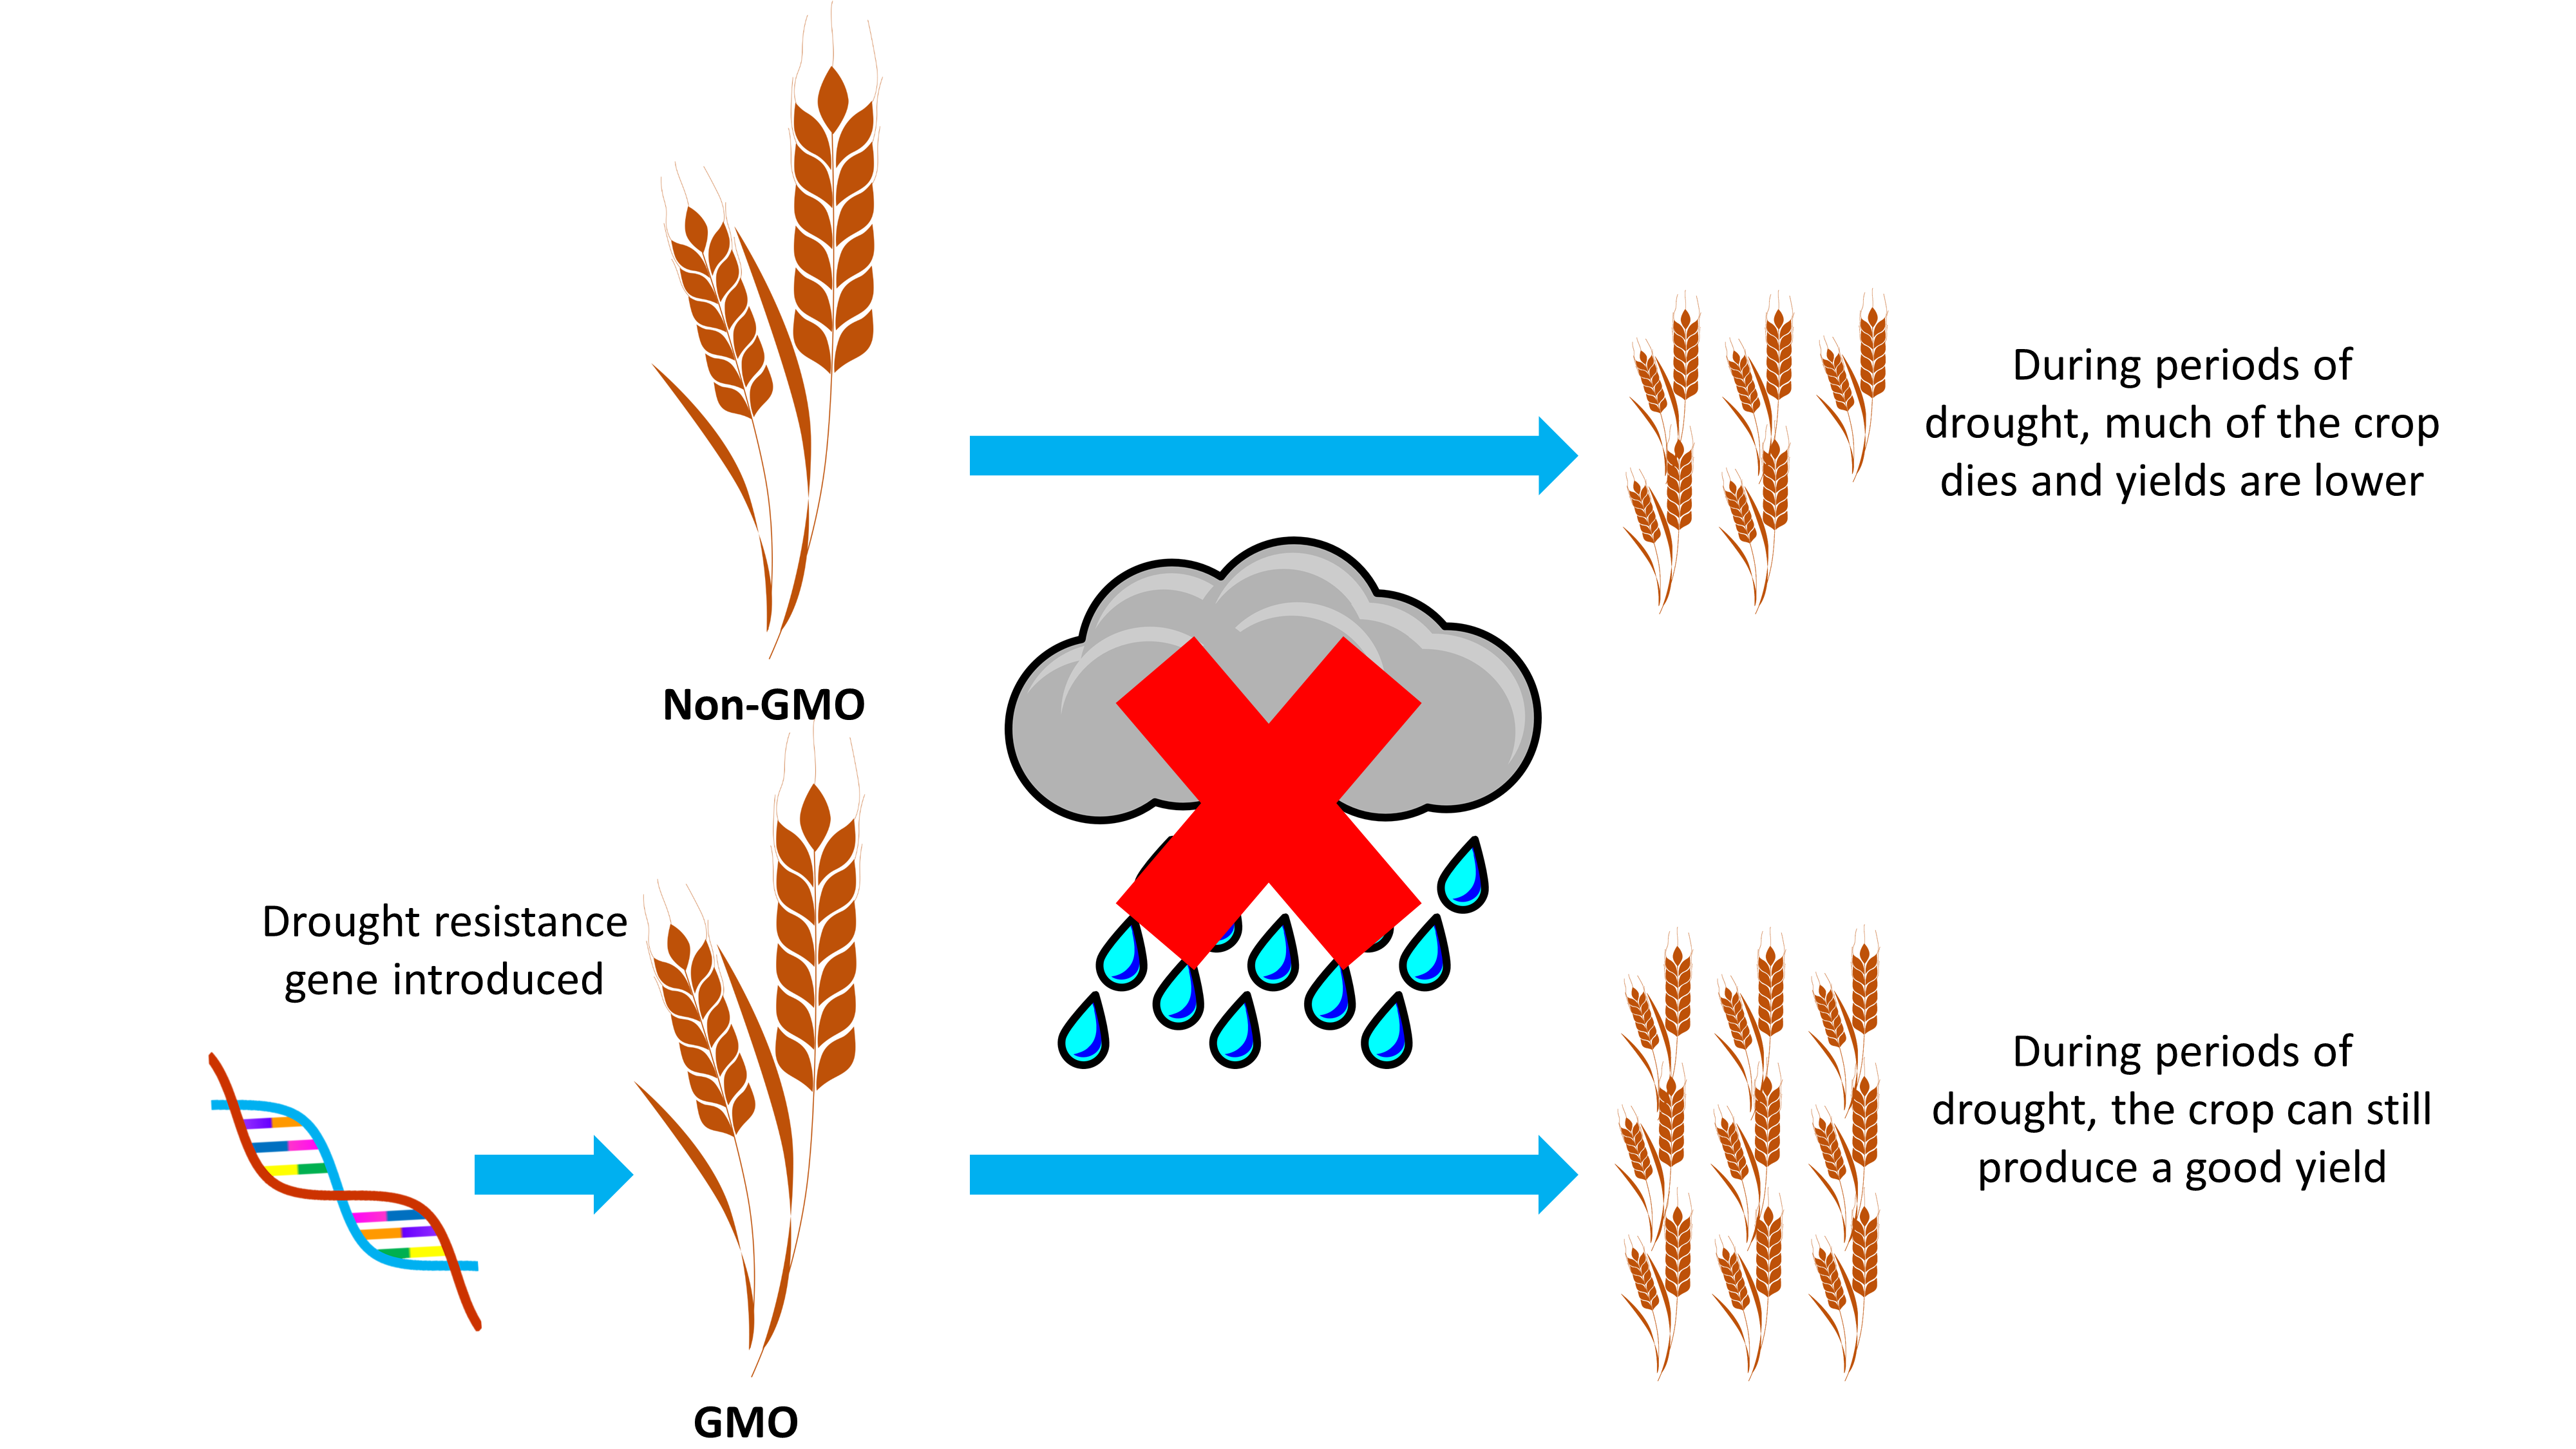 During periods of
drought, much of the crop
dies and yields are lower
Non-GMO
Drought resistance
gene introduced
During periods of
drought, the crop can still
produce a good yield
GMO